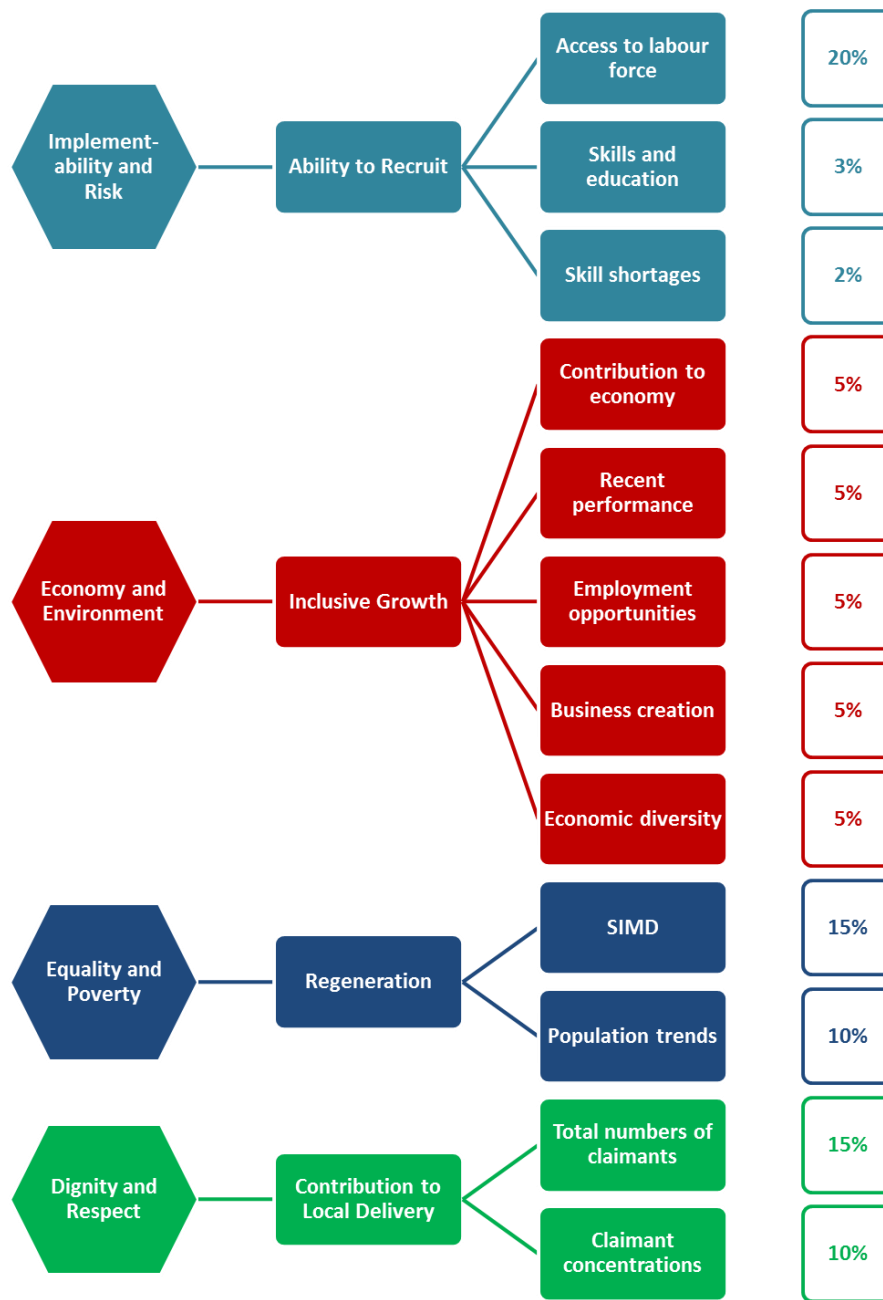 Implement-
ability and
Risk
Ability to Recruit
Access to labour
force
20%
Skills and
education
3%
Skill shortages
2%
Economy and
Environment
Inclusive Growth
Contribution to
economy
5%
Recent
performance
5%
Employment
opportunities
5%
Business creation
5%
Economic diversity
5%
Equality and
Poverty
Regeneration
SIMD
15%
Population trends
10%
Dignity and
Respect
Contribution to
Local Delivery
Total numbers of
claimants
15%
Claimant
concentrations
10%